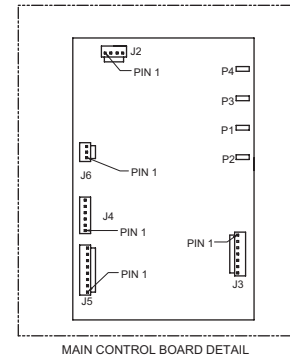 J2
PIN 1
P4
P3
P1
P2
PIN 1
J6
J4
PIN 1
PIN 1
PIN 1
J3
J5
MAIN CONTROL BOARD DETAIL